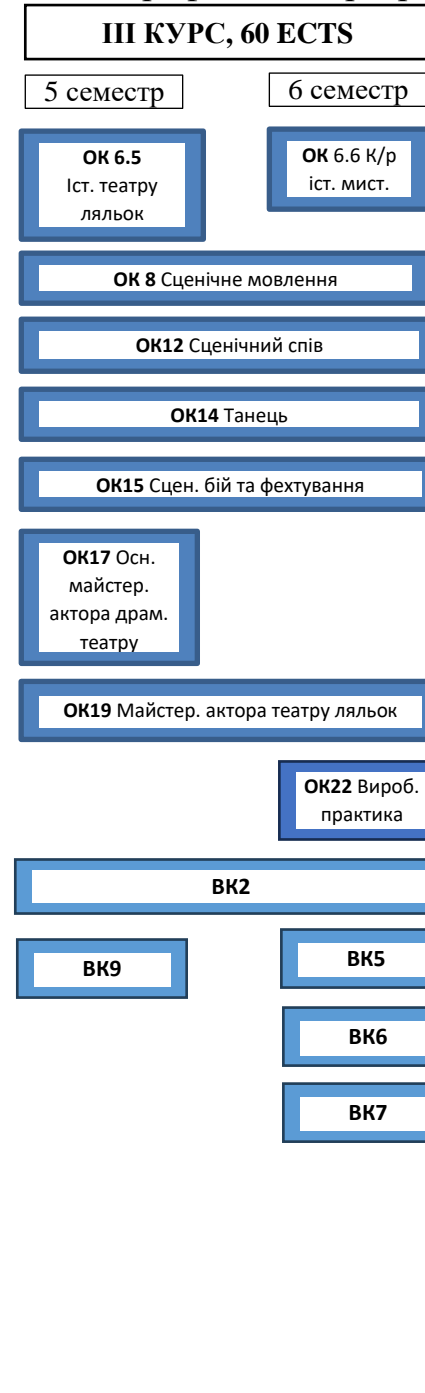 III КУРС, 60 ECTS
5 семестр
6 семестр
ОК 6.5
Іст. театру
ляльок
ОК 6.6 К/р
іст. мист.
ОК 8 Сценічне мовлення
ОК12 Сценічний спів
ОК14 Танець
ОК15 Сцен. бій та фехтування
ОК17 Осн.
майстер.
актора драм.
театру
ОК19 Майстер. актора театру ляльок
ОК22 Вироб.
практика
ВК2
ВК9
ВК5
ВК6
ВК7